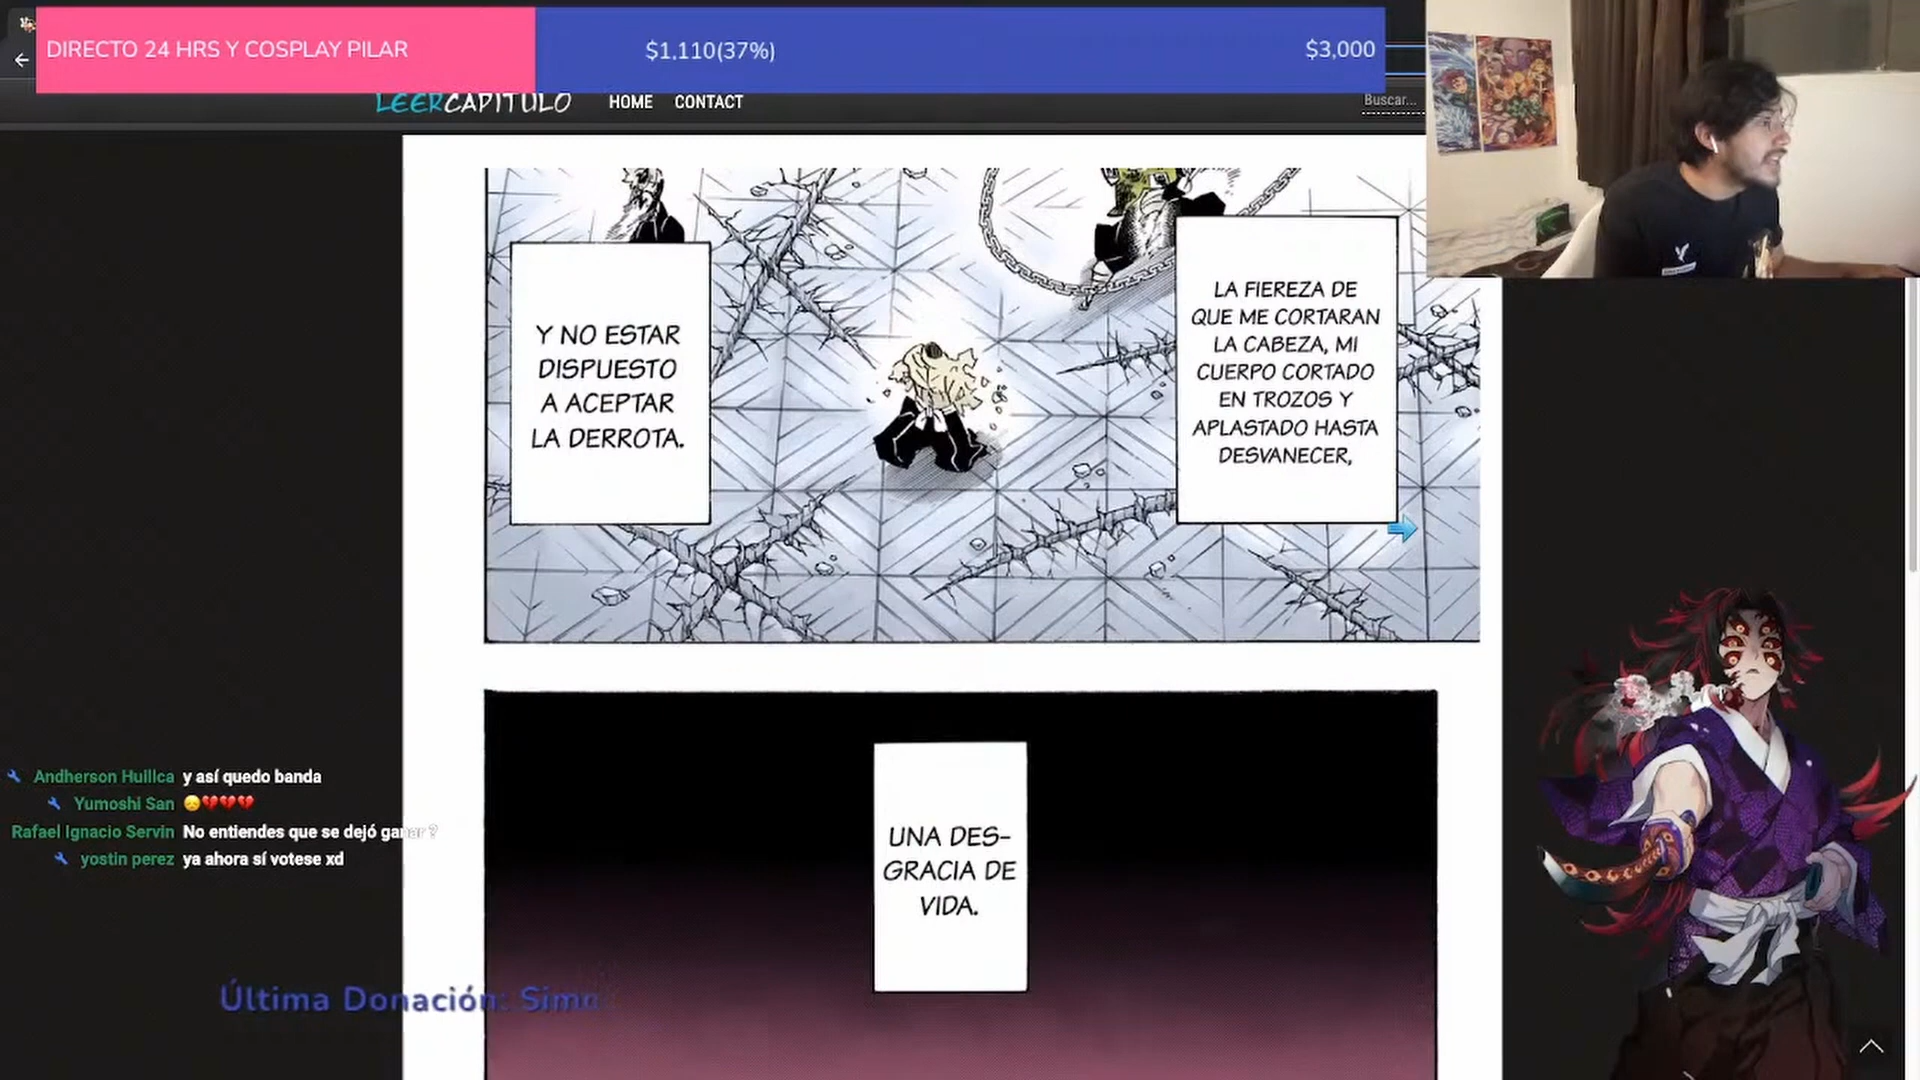 DIRECTO 24 HRS Y COSPLAY PILAR
$1,110(37%)
$3,000
LEERCAPITULO
HOME
CONTACT
Buscar...
LA FIEREZA DE
QUE ME CORTARAN
LA CABEZA, MI
CUERPO CORTADO
EN TROZOS Y
APLASTADO HASTA
DESVANECER,
Y NO ESTAR
DISPUESTO
A ACEPTAR
LA DERROTA.
UNA DES-
GRACIA DE
VIDA.
Andherson Huillca y así quedo banda
Yumoshi San 😞💔💔💔
Rafael Ignacio Servin No entiendes que se dejó ganar ?
yostin perez ya ahora sí votese xd
Última Donación: